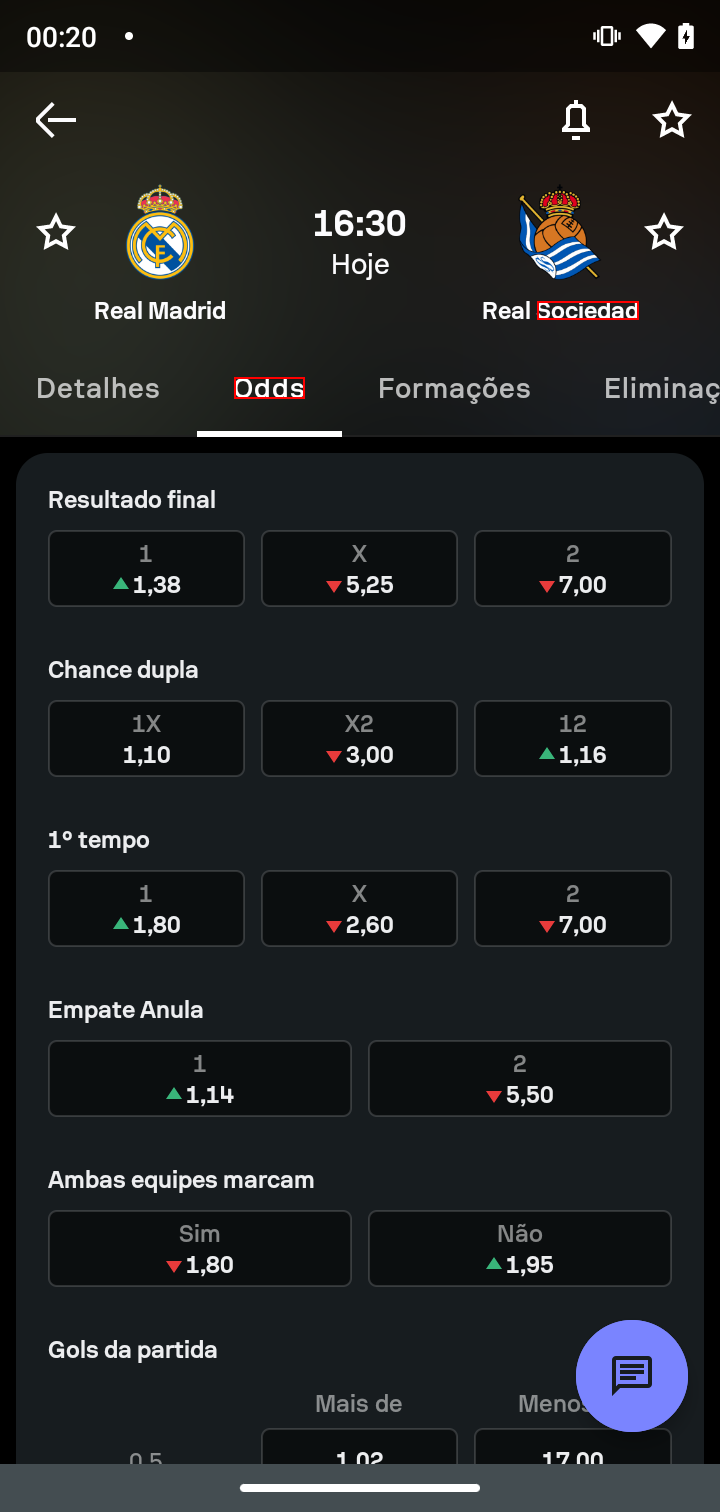 00:20
16:30
Hoje
Real Madrid
Real Sociedad
Detalhes Odds Formações Eliminaç
Resultado final
1 X 2
1,38 5,25 7,00
Chance dupla
1X X2 12
1,10 3,00 1,16
1º tempo
1 X 2
1,80 2,60 7,00
Empate Anula
1 2
1,14 5,50
Ambas equipes marcam
Sim Não
1,80 1,95
Gols da partida
Mais de Menos
0.5 1,02 17,00